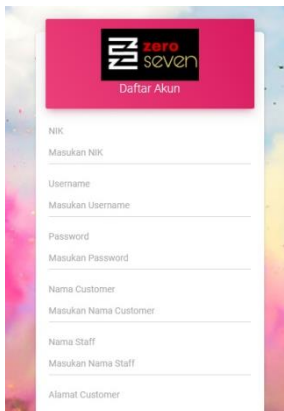 zero
seven
Daftar Akun
NIK
Masukan NIK
Username
Masukan Username
Password
Masukan Password
Nama Customer
Masukan Nama Customer
Nama Staff
Masukan Nama Staff
Alamat Customer